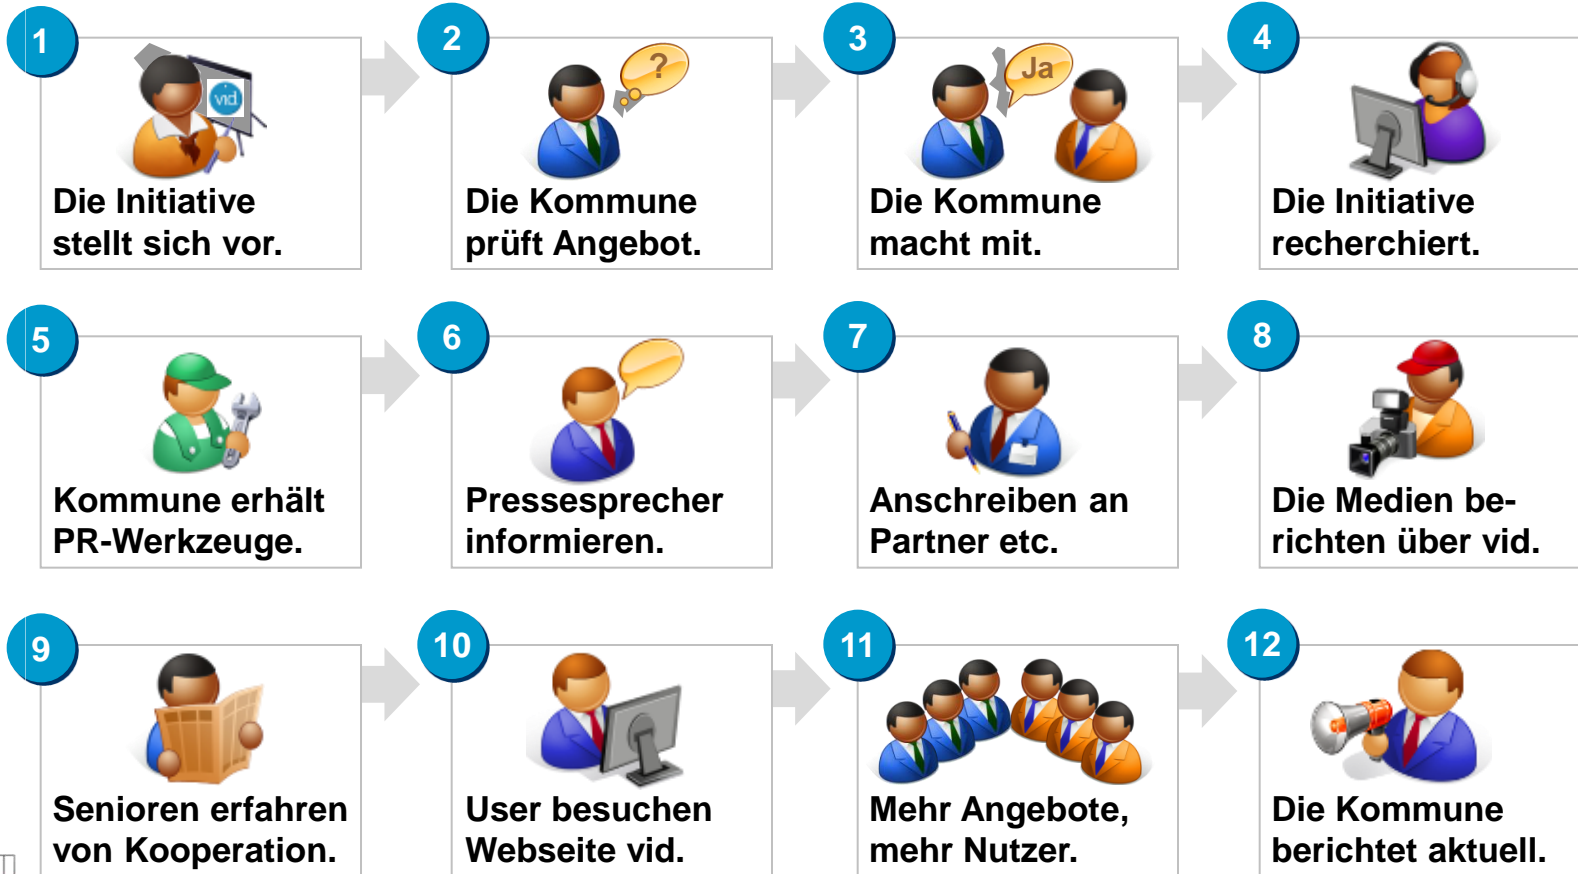 1
vid
Die Initiative
stellt sich vor.
2
?
Die Kommune
prüft Angebot.
3
Ja
Die Kommune
macht mit.
4
Die Initiative
recherchiert.
5
Kommune erhält
PR-Werkzeuge.
6
Pressesprecher
informieren.
7
Anschreiben an
Partner etc.
8
Die Medien be-
richten über vid.
9
Senioren erfahren
von Kooperation.
10
User besuchen
Webseite vid.
11
Mehr Angebote,
mehr Nutzer.
12
Die Kommune
berichtet aktuell.